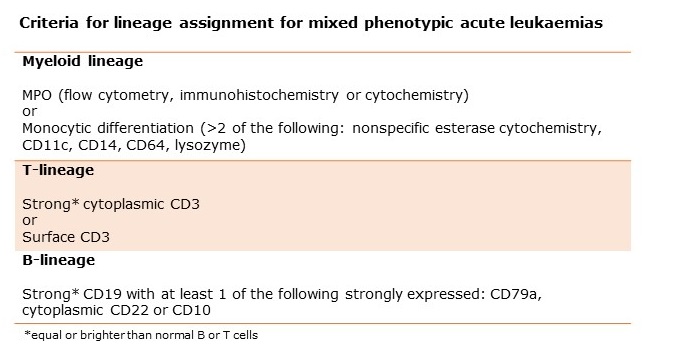 Criteria for lineage assignment for mixed phenotypic acute leukaemias
Myeloid lineage
MPO (flow cytometry, immunohistochemistry or cytochemistry)
or
Monocytic differentiation (>2 of the following: nonspecific esterase cytochemistry,
CD11c, CD14, CD64, lysozyme)
T-lineage
Strong* cytoplasmic CD3
or
Surface CD3
B-lineage
Strong* CD19 with at least 1 of the following strongly expressed: CD79a,
cytoplasmic CD22 or CD10
*equal or brighter than normal B or T cells